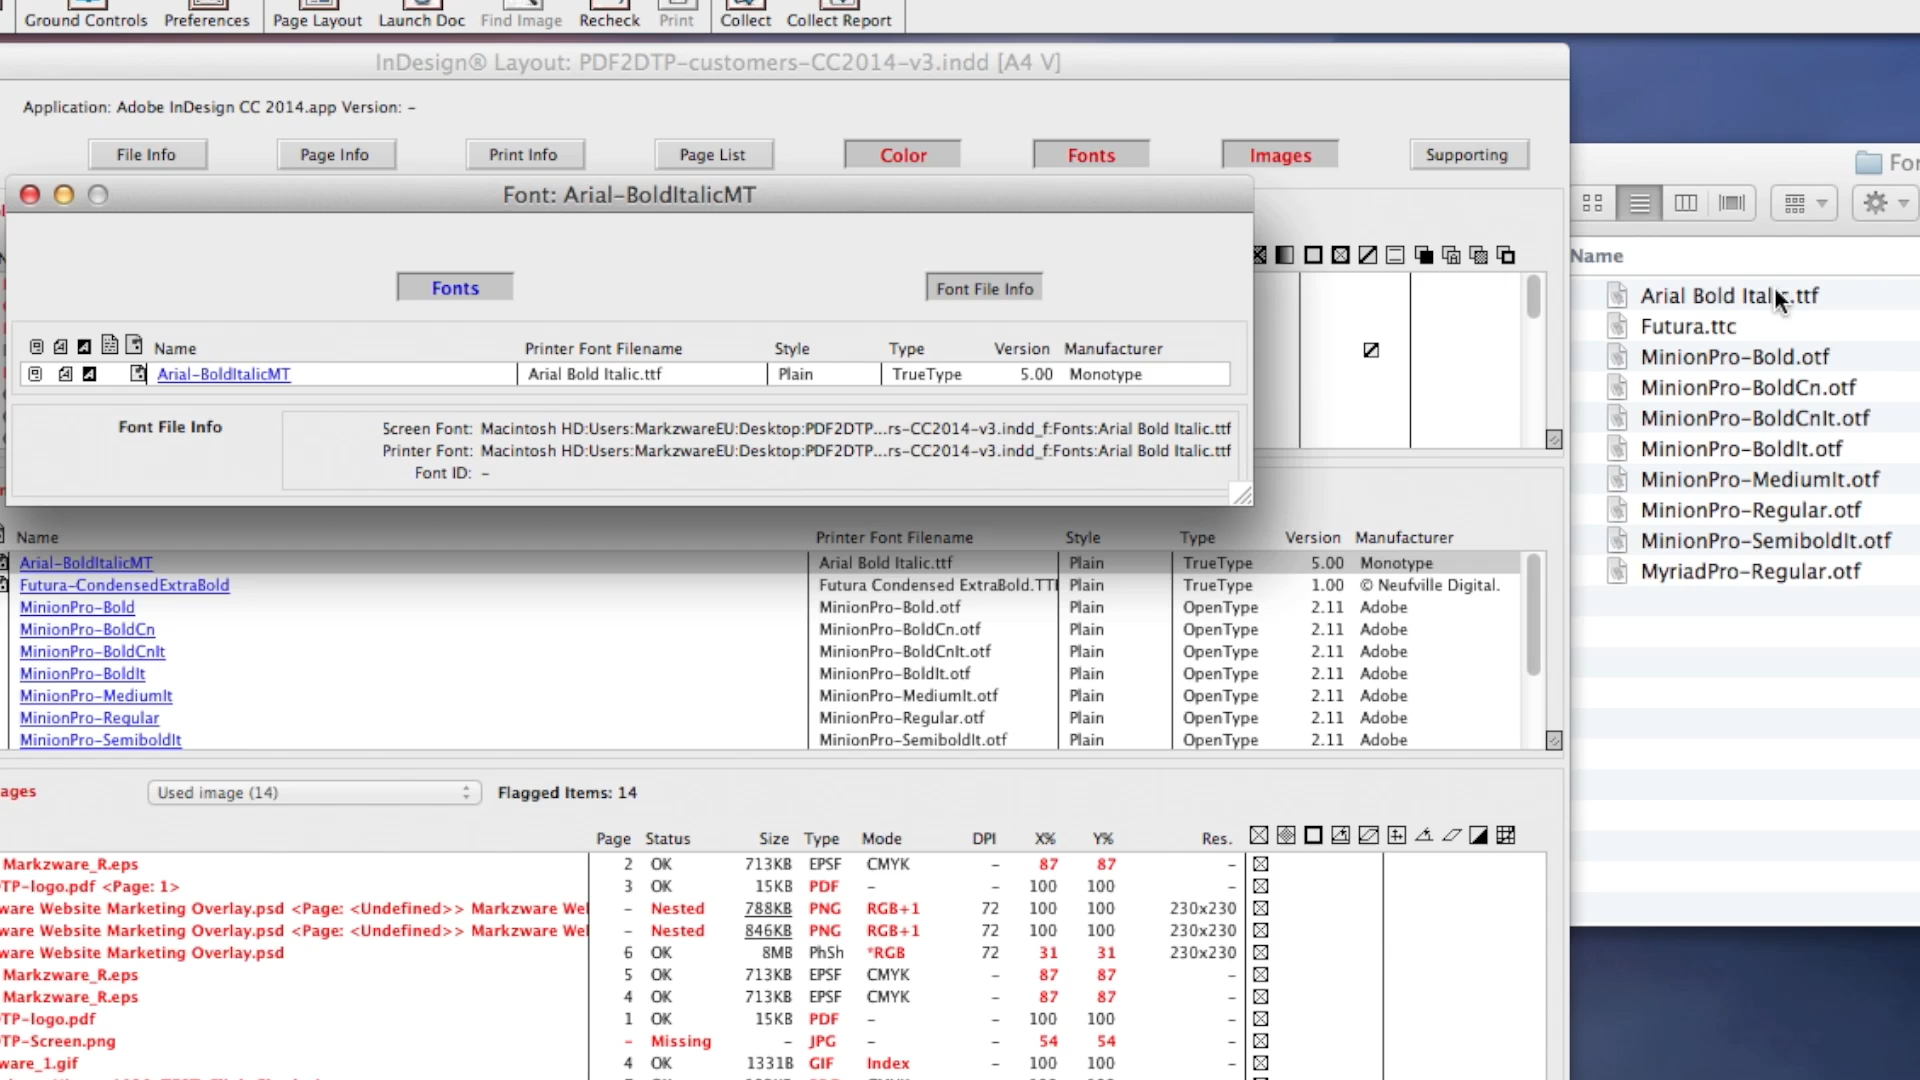 Ground Controls Preferences Page Layout Launch Doc Find Image Recheck Print Collect Collect Report
InDesign® Layout: PDF2DTP-customers-CC2014-v3.indd [A4 V]
Application: Adobe InDesign CC 2014.app Version: -
File Info Page Info Print Info Page List Color Fonts Images Supporting
Font: Arial-BoldItalicMT
Fonts Font File Info
Name Printer Font Filename Style Type Version Manufacturer
Arial-BoldItalicMT Arial Bold Italic.ttf Plain TrueType 5.00 Monotype
Font File Info
Screen Font: Macintosh HD:Users:MarkzwareEU:Desktop:PDF2DTP...rs-CC2014-v3.indd_f:Fonts:Arial Bold Italic.ttf
Printer Font: Macintosh HD:Users:MarkzwareEU:Desktop:PDF2DTP...rs-CC2014-v3.indd_f:Fonts:Arial Bold Italic.ttf
Font ID: -
Name Printer Font Filename Style Type Version Manufacturer
Arial-BoldItalicMT Arial Bold Italic.ttf Plain TrueType 5.00 Monotype
Futura-CondensedExtraBold Futura Condensed ExtraBold.TTF Plain TrueType 1.00 © Neufville Digital.
MinionPro-Bold MinionPro-Bold.otf Plain OpenType 2.11 Adobe
MinionPro-BoldCn MinionPro-BoldCn.otf Plain OpenType 2.11 Adobe
MinionPro-BoldCnIt MinionPro-BoldCnIt.otf Plain OpenType 2.11 Adobe
MinionPro-BoldIt MinionPro-BoldIt.otf Plain OpenType 2.11 Adobe
MinionPro-MediumIt MinionPro-MediumIt.otf Plain OpenType 2.11 Adobe
MinionPro-Regular MinionPro-Regular.otf Plain OpenType 2.11 Adobe
MinionPro-SemiboldIt MinionPro-SemiboldIt.otf Plain OpenType 2.11 Adobe
ages Used image (14) Flagged Items: 14
Page Status Size Type Mode DPI X% Y% Res.
Markzware_R.eps 2 OK 713KB EPSF CMYK - 87 87 -
TP-logo.pdf <Page: 1> 3 OK 15KB PDF - - 100 100 -
ware Website Marketing Overlay.psd <Page: <Undefined>> Markzware Wel - Nested 788KB PNG RGB+1 72 100 100 230x230
ware Website Marketing Overlay.psd <Page: <Undefined>> Markzware Wel - Nested 846KB PNG RGB+1 72 100 100 230x230
ware Website Marketing Overlay.psd 6 OK 8MB PhSh *RGB 72 31 31 230x230
Markzware_R.eps 5 OK 713KB EPSF CMYK - 87 87 -
Markzware_R.eps 4 OK 713KB EPSF CMYK - 87 87 -
TP-logo.pdf 1 OK 15KB PDF - - 100 100 -
TP-Screen.png - Missing - JPG - - 54 54 -
ware_1.gif 4 OK 1331B GIF Index - 100 100 -
For
Name
Arial Bold Italic.ttf
Futura.ttc
MinionPro-Bold.otf
MinionPro-BoldCn.otf
MinionPro-BoldCnIt.otf
MinionPro-BoldIt.otf
MinionPro-MediumIt.otf
MinionPro-Regular.otf
MinionPro-SemiboldIt.otf
MyriadPro-Regular.otf